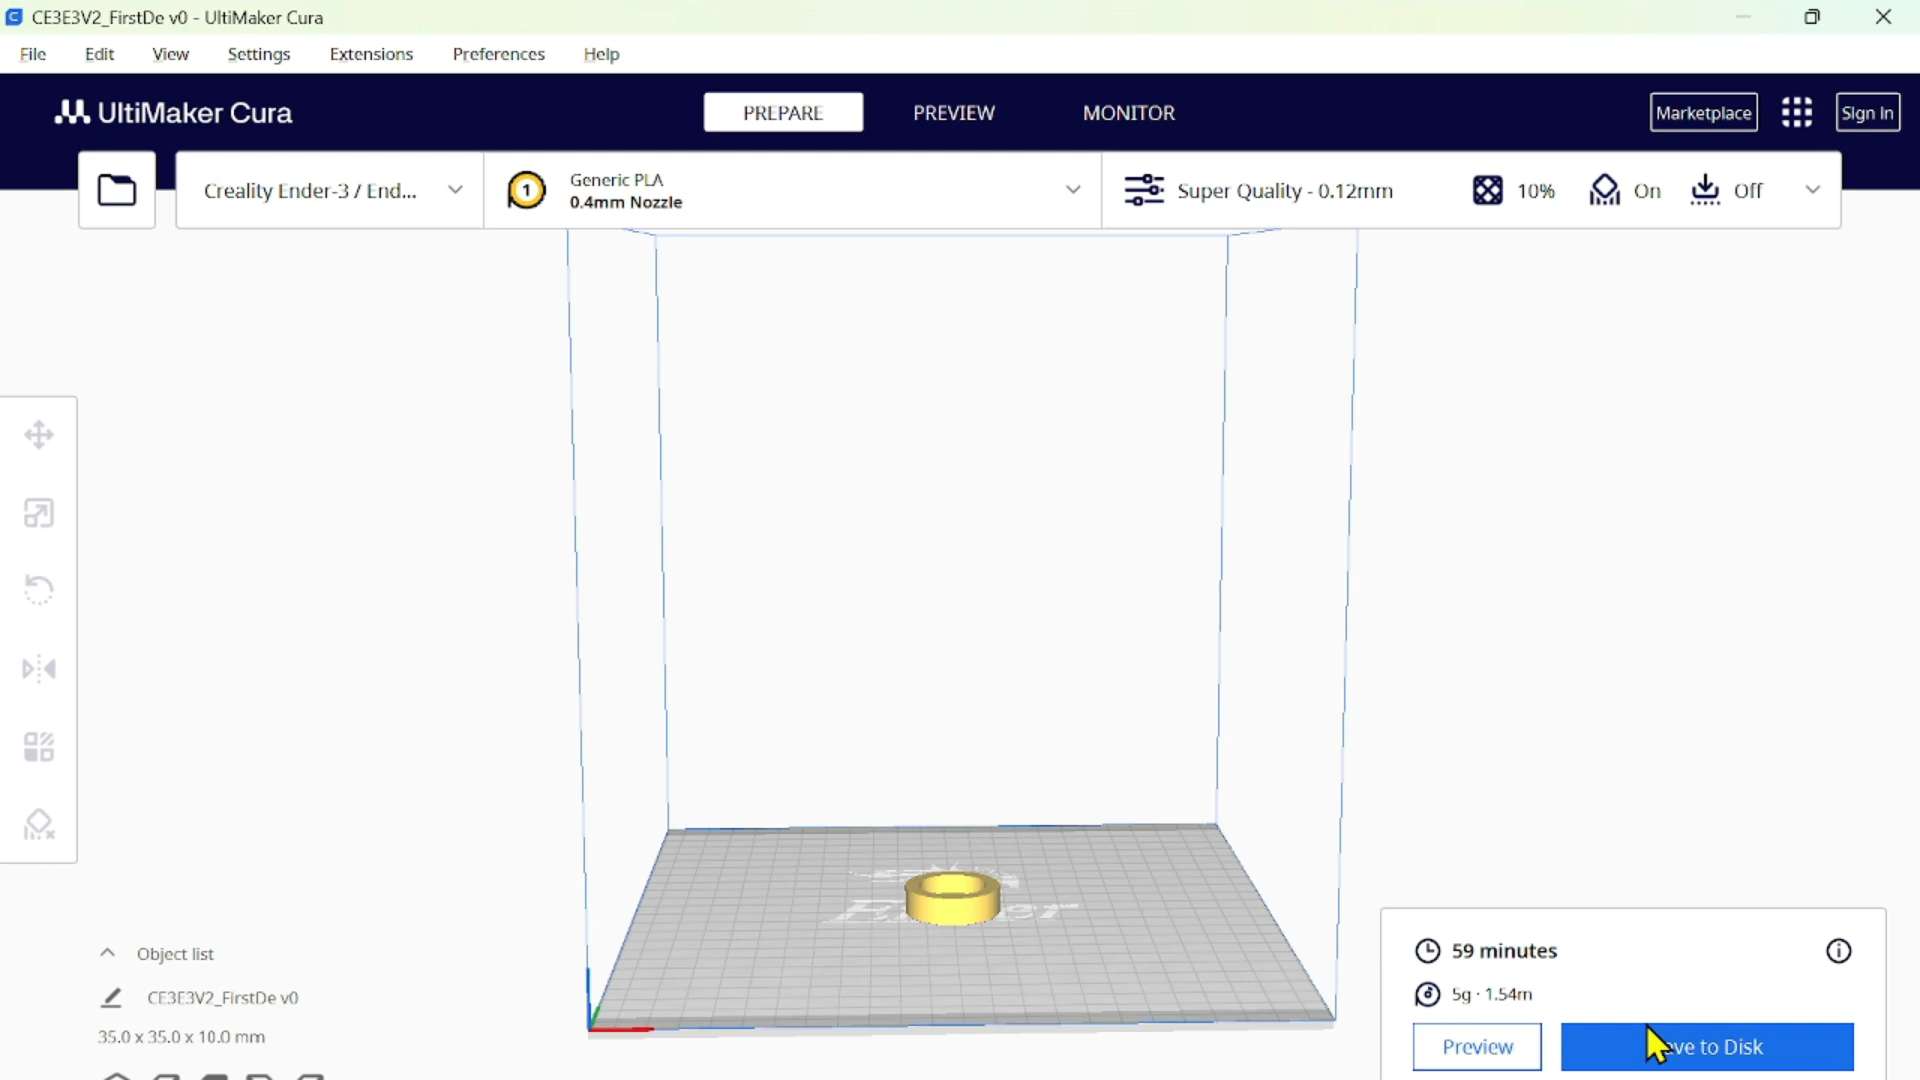 CE3E3V2_FirstDe v0 - UltiMaker Cura
File Edit View Settings Extensions Preferences Help
UltiMaker Cura PREPARE PREVIEW MONITOR Marketplace Sign In
Creality Ender-3 / End...
1 Generic PLA
0.4mm Nozzle
Super Quality - 0.12mm 10% On Off
Object list
CE3E3V2_FirstDe v0
35.0 x 35.0 x 10.0 mm
59 minutes
5g · 1.54m
Preview
to Disk